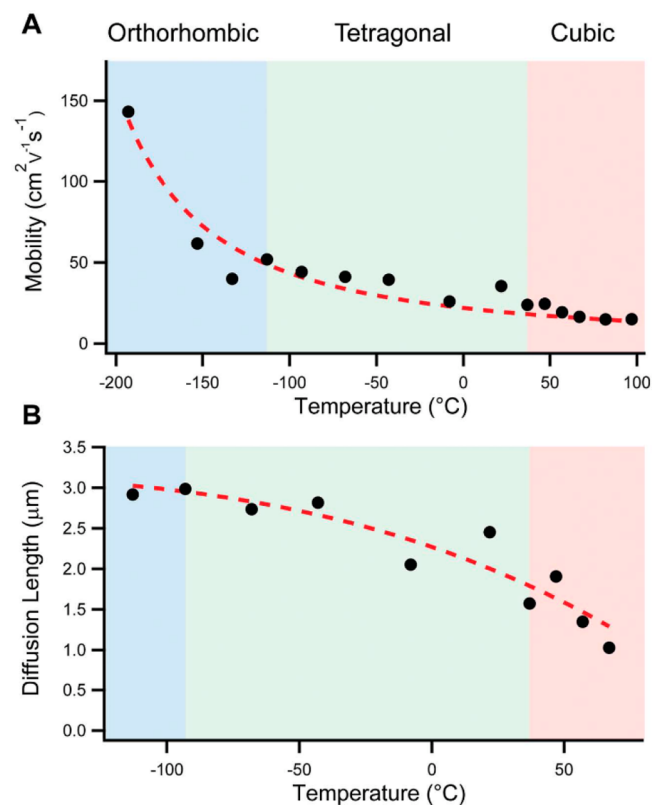 A
Orthorhombic Tetragonal Cubic
Mobility (cm² v⁻¹s⁻¹)
150
100
50
0
-200 -150 -100 -50 0 50 100
Temperature (°C)
B
Diffusion Length (μm)
3.5
3.0
2.5
2.0
1.5
1.0
0.5
0.0
-100 -50 0 50
Temperature (°C)